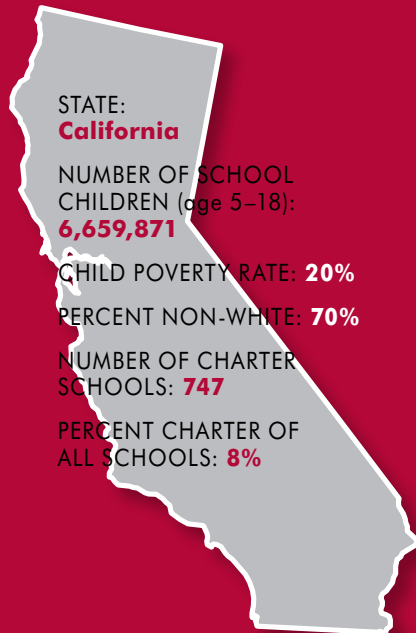 STATE:
California
NUMBER OF SCHOOL
CHILDREN (age 5–18):
6,659,871
CHILD POVERTY RATE: 20%
PERCENT NON-WHITE: 70%
NUMBER OF CHARTER
SCHOOLS: 747
PERCENT CHARTER OF
ALL SCHOOLS: 8%